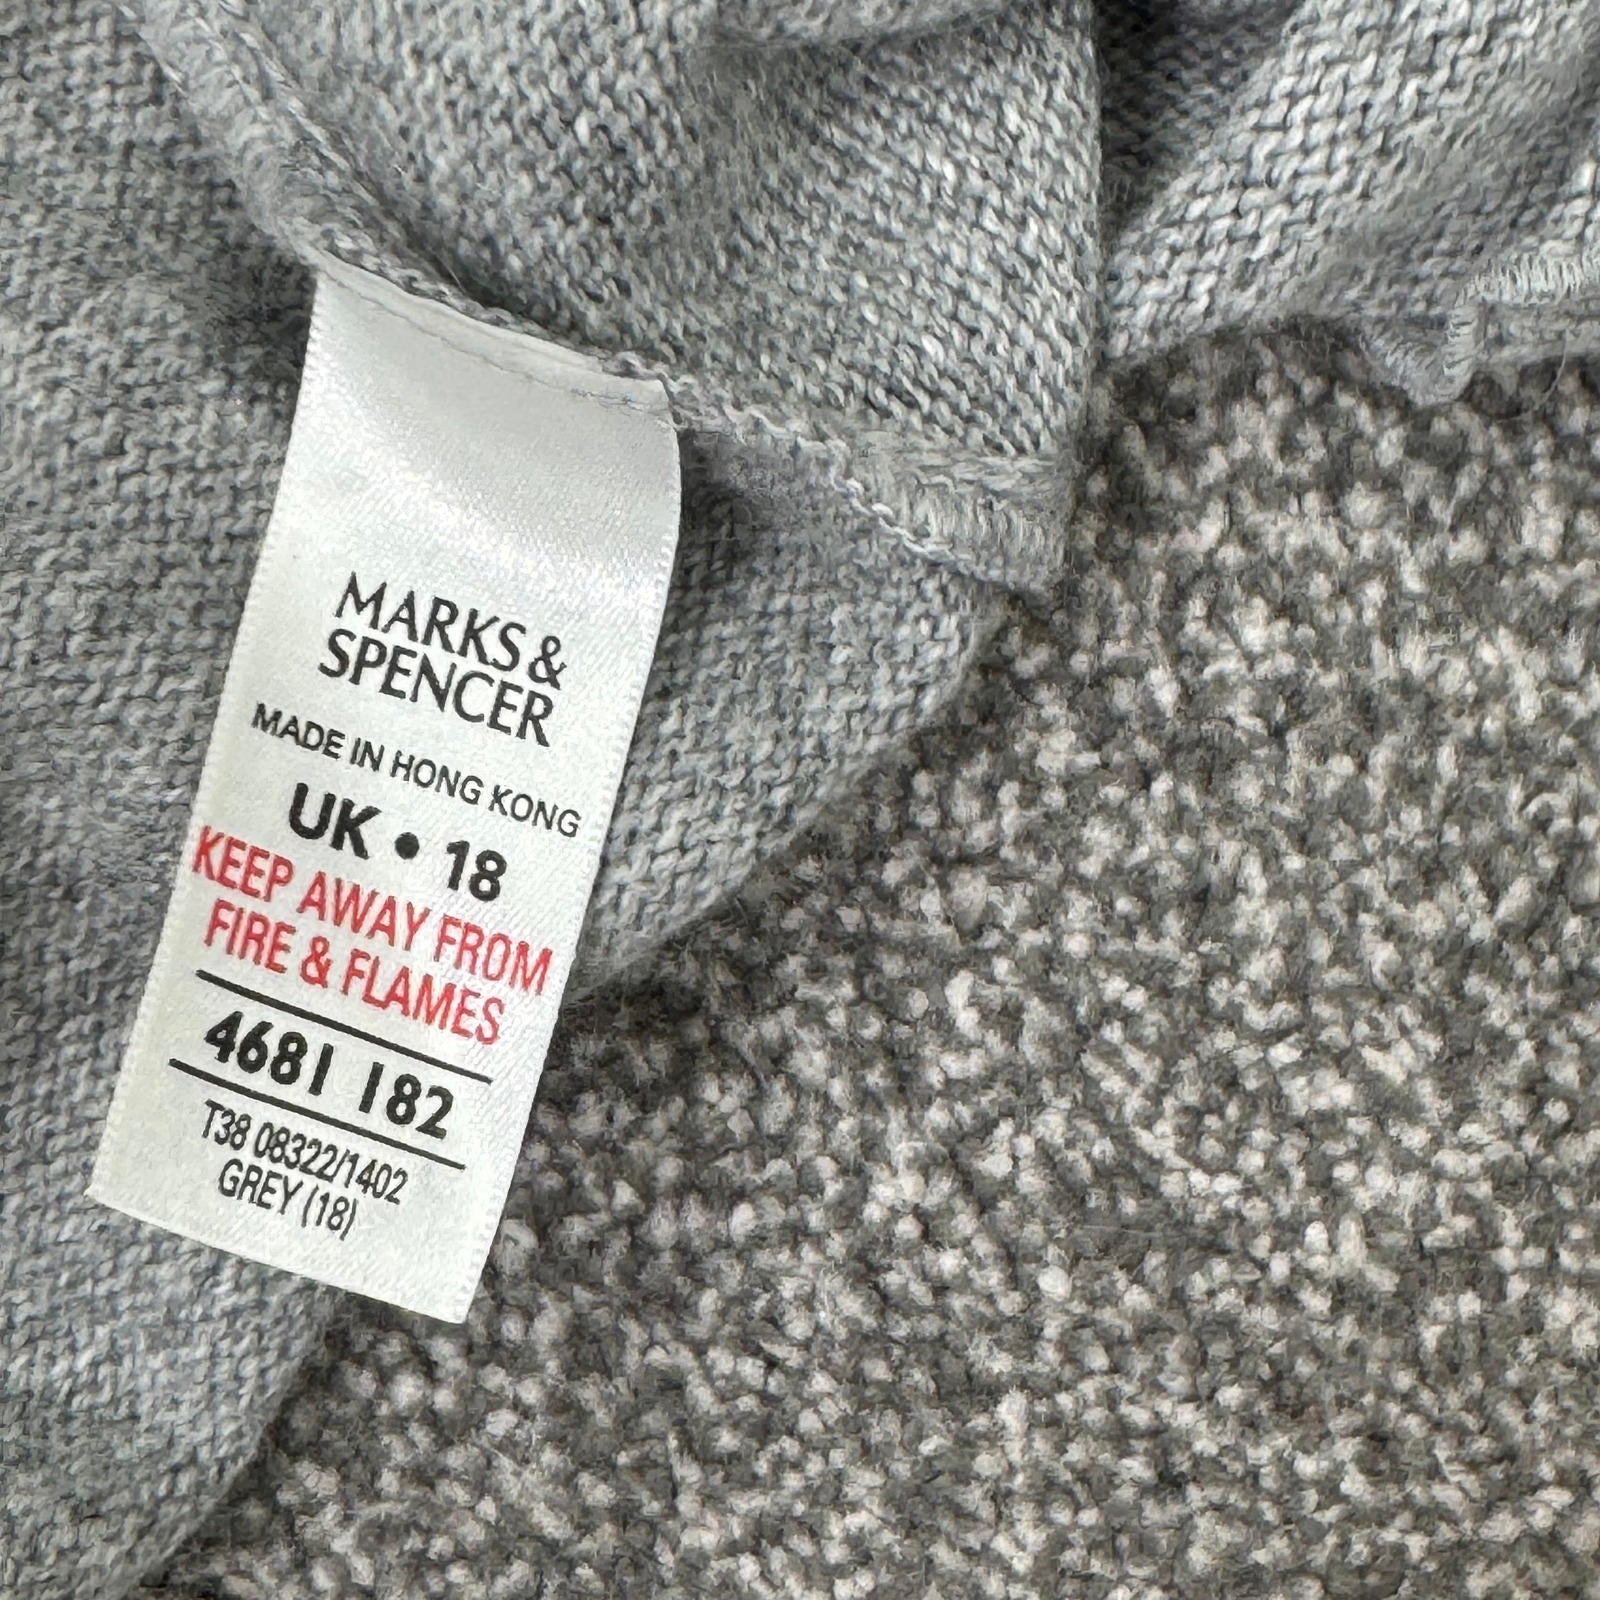 MARKS &
SPENCER
MADE IN HONG KONG
UK • 18
KEEP AWAY FROM
FIRE & FLAMES
4681 182
T38 08322/1402
GREY (18)